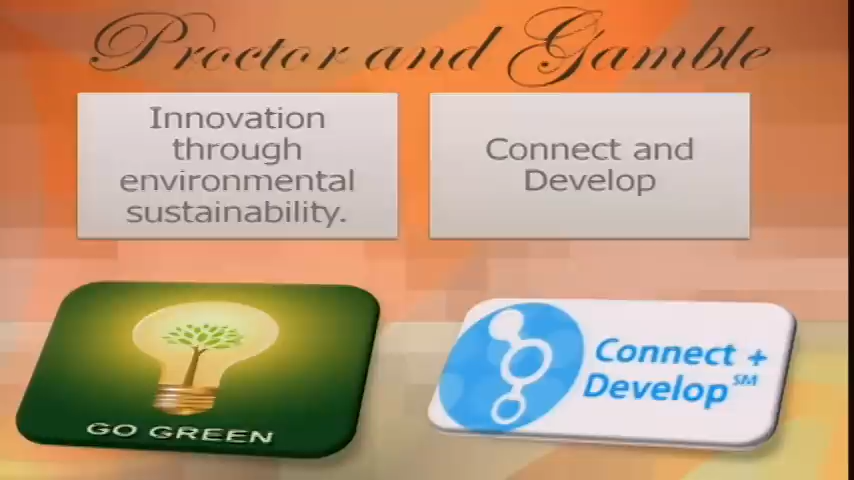 Proctor and Gamble
Innovation
through
environmental
sustainability.
Connect and
Develop
GO GREEN
Connect +
Develop SM